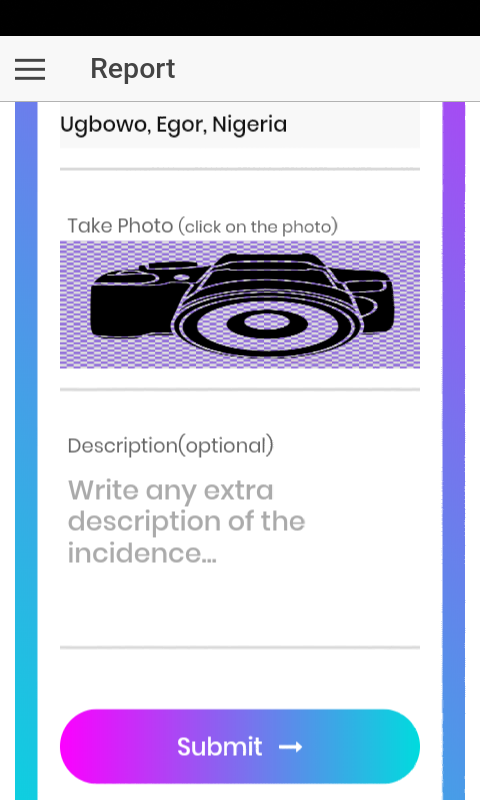 Report
Ugbowo, Egor, Nigeria
Take Photo (click on the photo)
Description(optional)
Write any extra
description of the
incidence...
Submit →